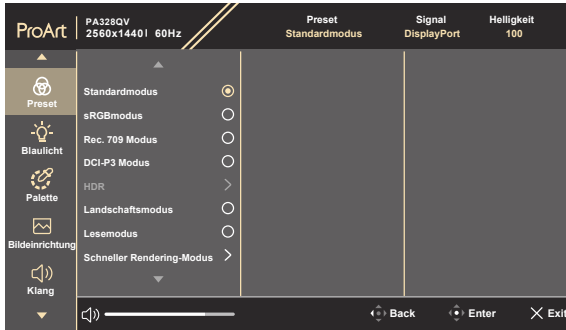 ProArt
PA328QV
2560x1440| 60Hz
Preset
Standardmodus
Signal
DisplayPort
Helligkeit
100
Preset
Blaulicht
Palette
Bildeinrichtung
Klang
Standardmodus
sRGBmodus
Rec. 709 Modus
DCI-P3 Modus
HDR
Landschaftsmodus
Lesemodus
Schneller Rendering-Modus
Back
Enter
Exit